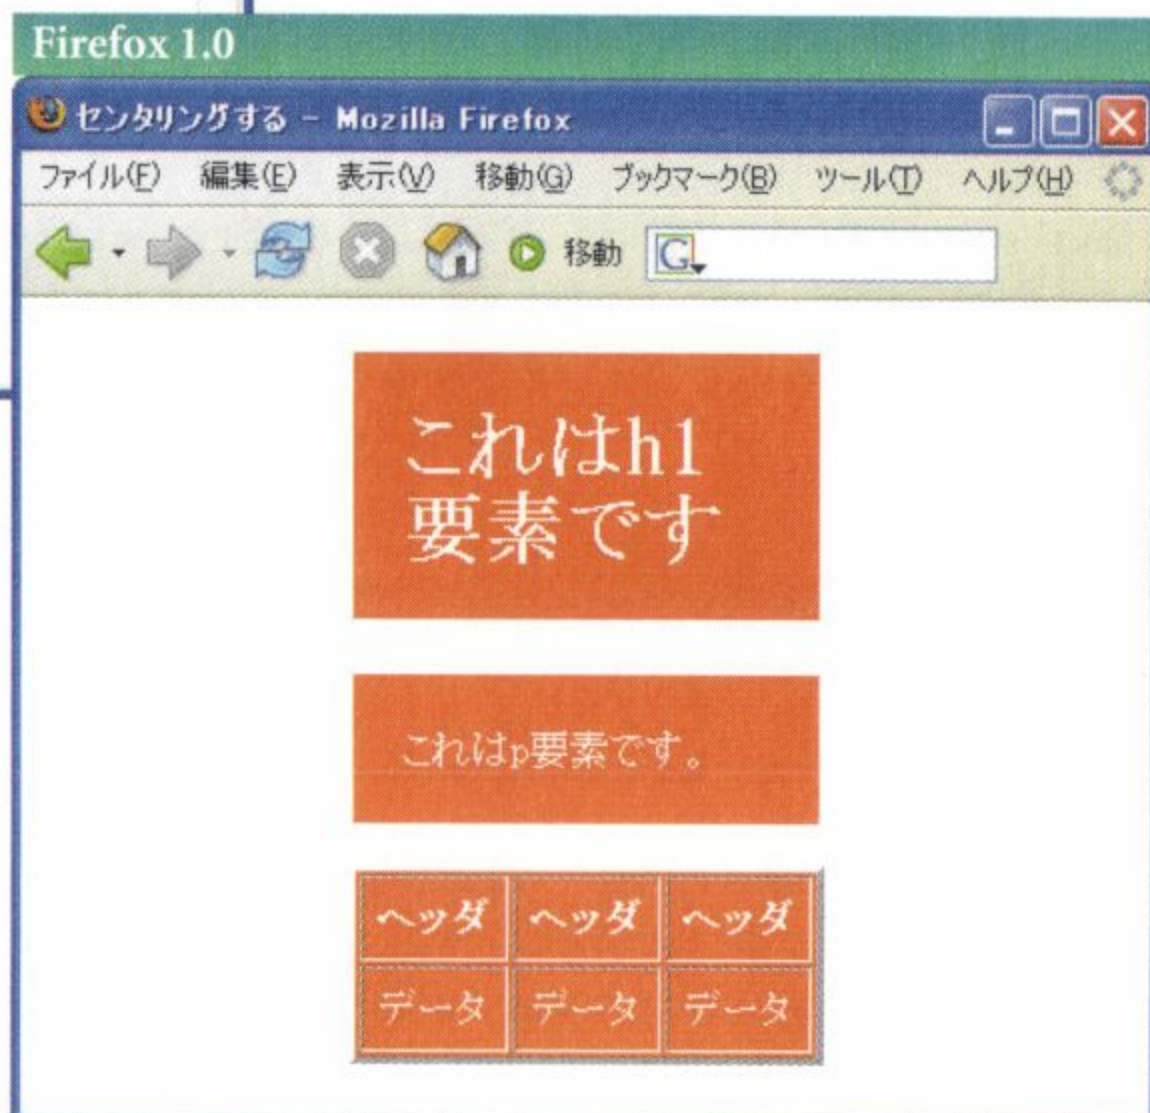 Firefox 1.0
センタリングする - Mozilla Firefox
ファイル(F) 編集(E) 表示(V) 移動(G) ブックマーク(B) ツール(T) ヘルプ(H)
移動 G
これはh1
要素です
これはp要素です。
ヘッダ ヘッダ ヘッダ
データ データ データ